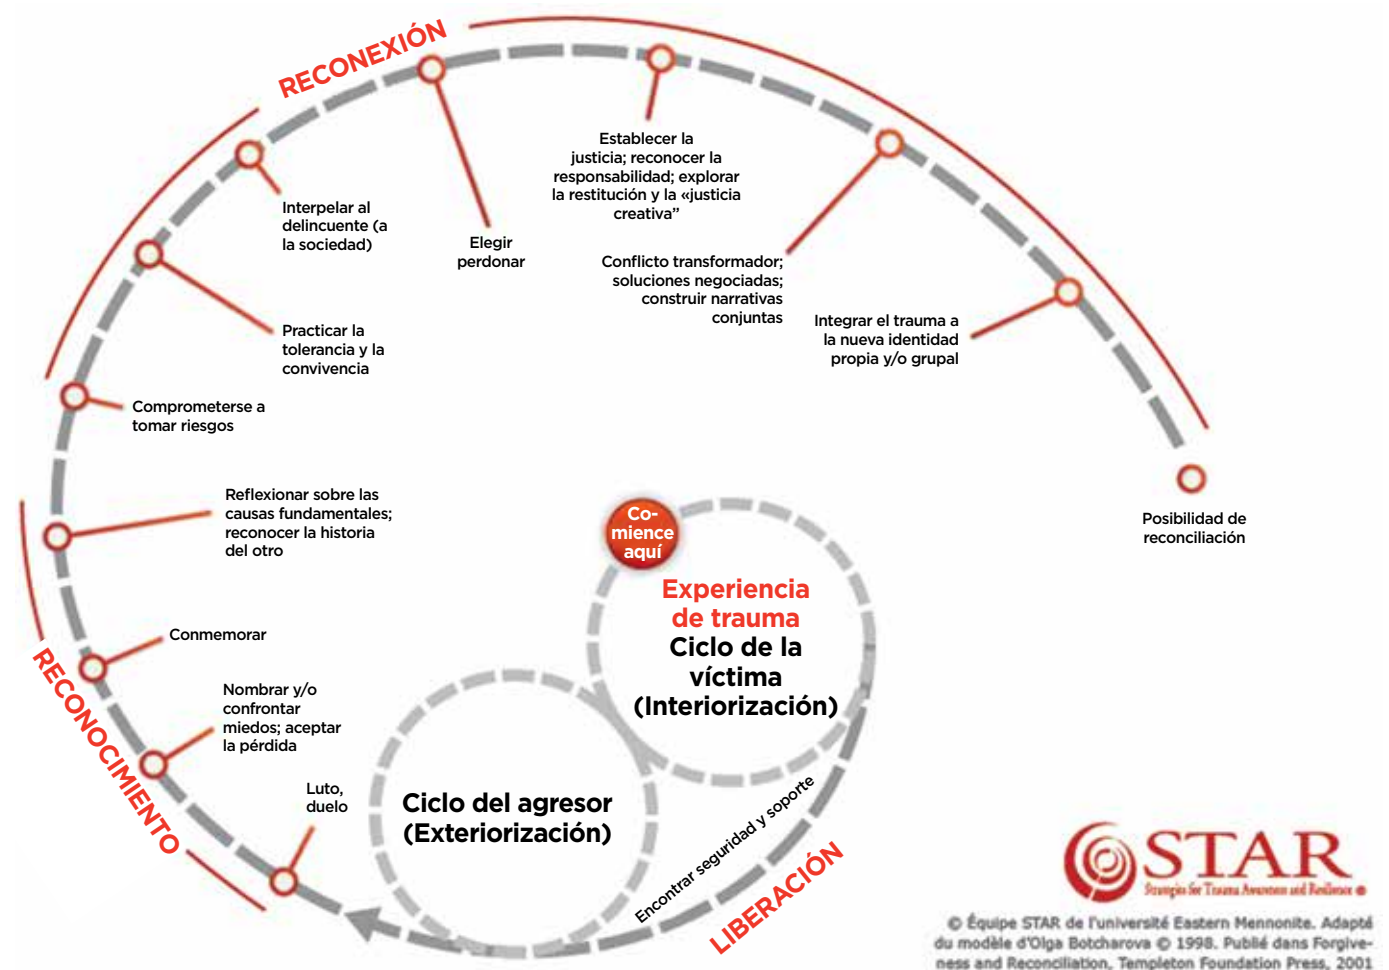 RECONEXIÓN
Establecer la
justicia; reconocer la
responsabilidad; explorar
la restitución y la «justicia
creativa”
Interpelar al
delincuente (a
la sociedad)
Elegir
perdonar
Conflicto transformador;
soluciones negociadas;
construir narrativas
conjuntas
Integrar el trauma a
la nueva identidad
propia y/o grupal
Practicar la
tolerancia y la
convivencia
Comprometerse a
tomar riesgos
Reflexionar sobre las
causas fundamentales;
reconocer la historia
del otro
Posibilidad de
reconciliación
Co-
mience
aquí
Experiencia
de trauma
Ciclo de la
víctima
(Interiorización)
Conmemorar
RECONOCIMIENTO
Nombrar y/o
confrontar
miedos; aceptar
la pérdida
Luto,
duelo
Ciclo del agresor
(Exteriorización)
Encontrar seguridad y soporte
LIBERACIÓN
STAR
Strategies for Trauma Awareness and Resilience
© Équipe STAR de l'université Eastern Mennonite. Adapté
du modèle d'Olga Botcharova © 1998. Publié dans Forgive-
ness and Reconciliation, Templeton Foundation Press, 2001